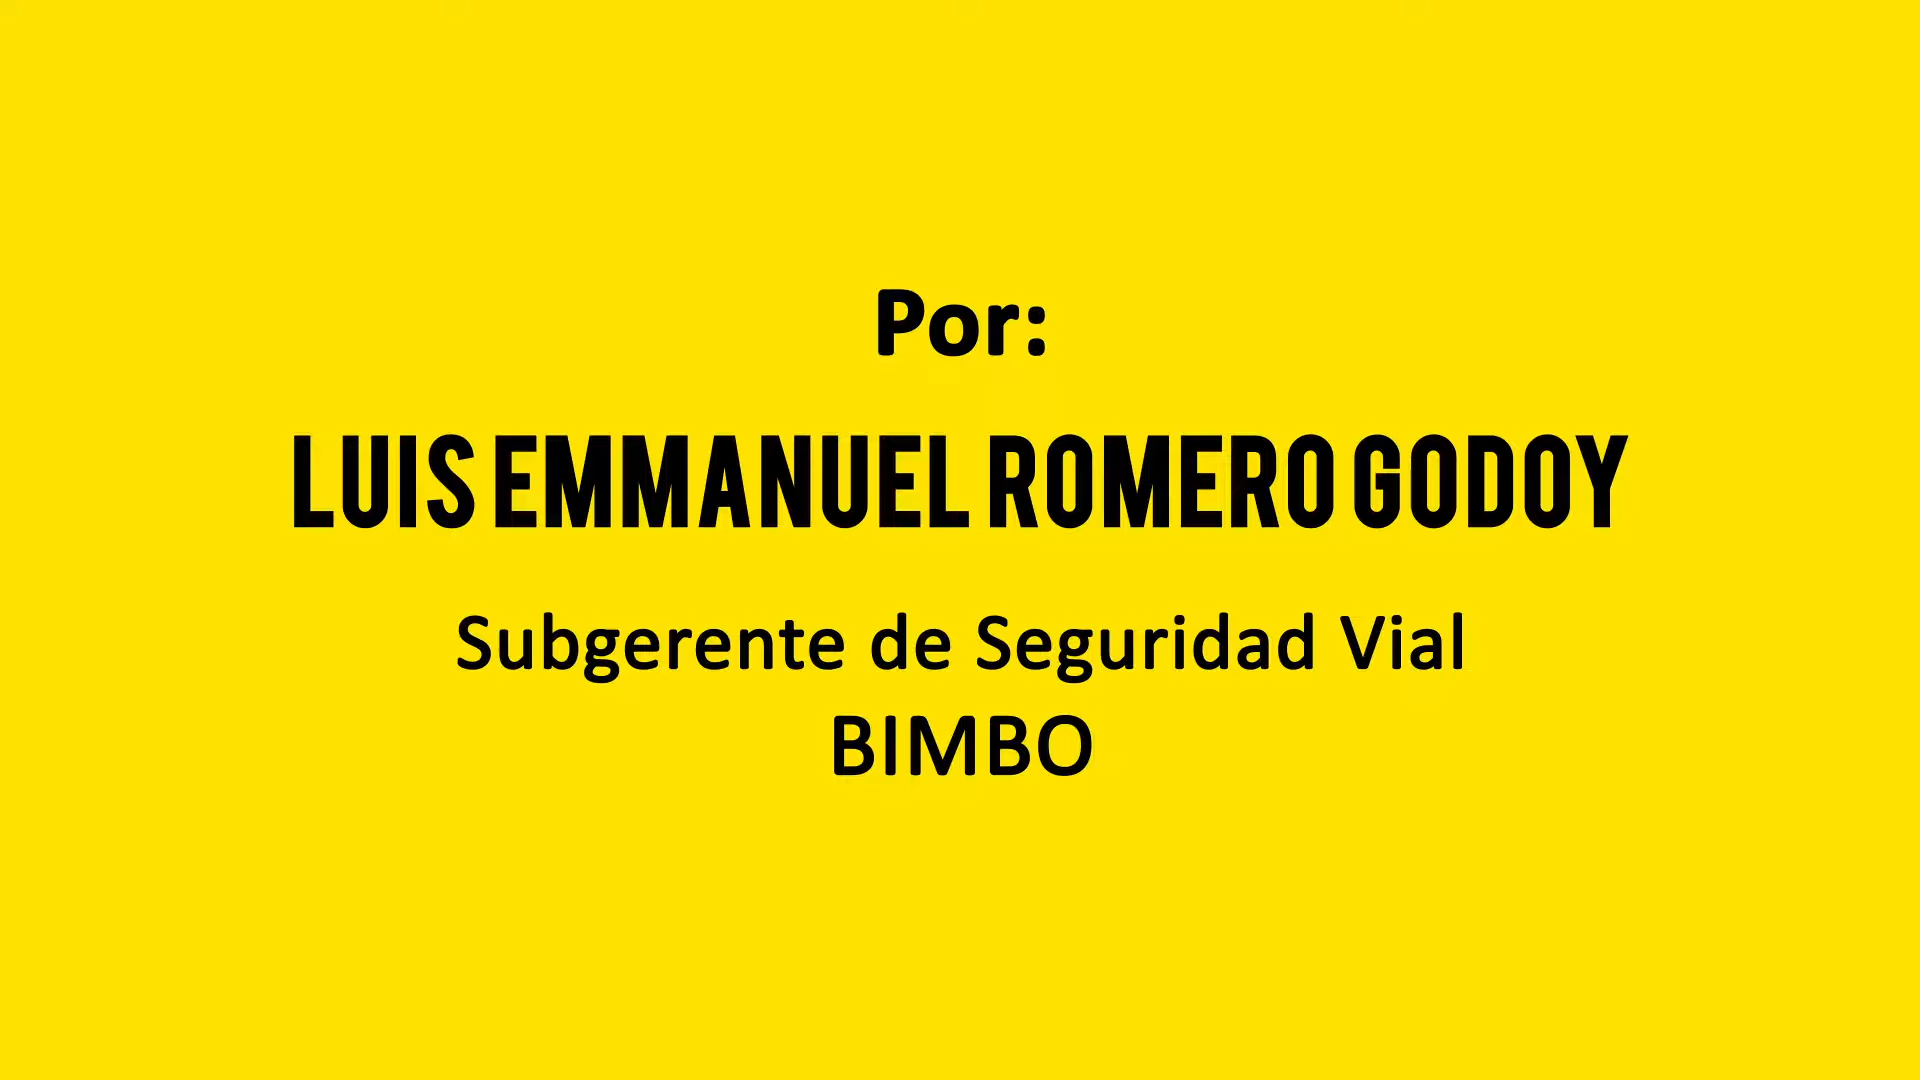 Por:
LUIS EMMANUEL ROMERO GODOY
Subgerente de Seguridad Vial
BIMBO